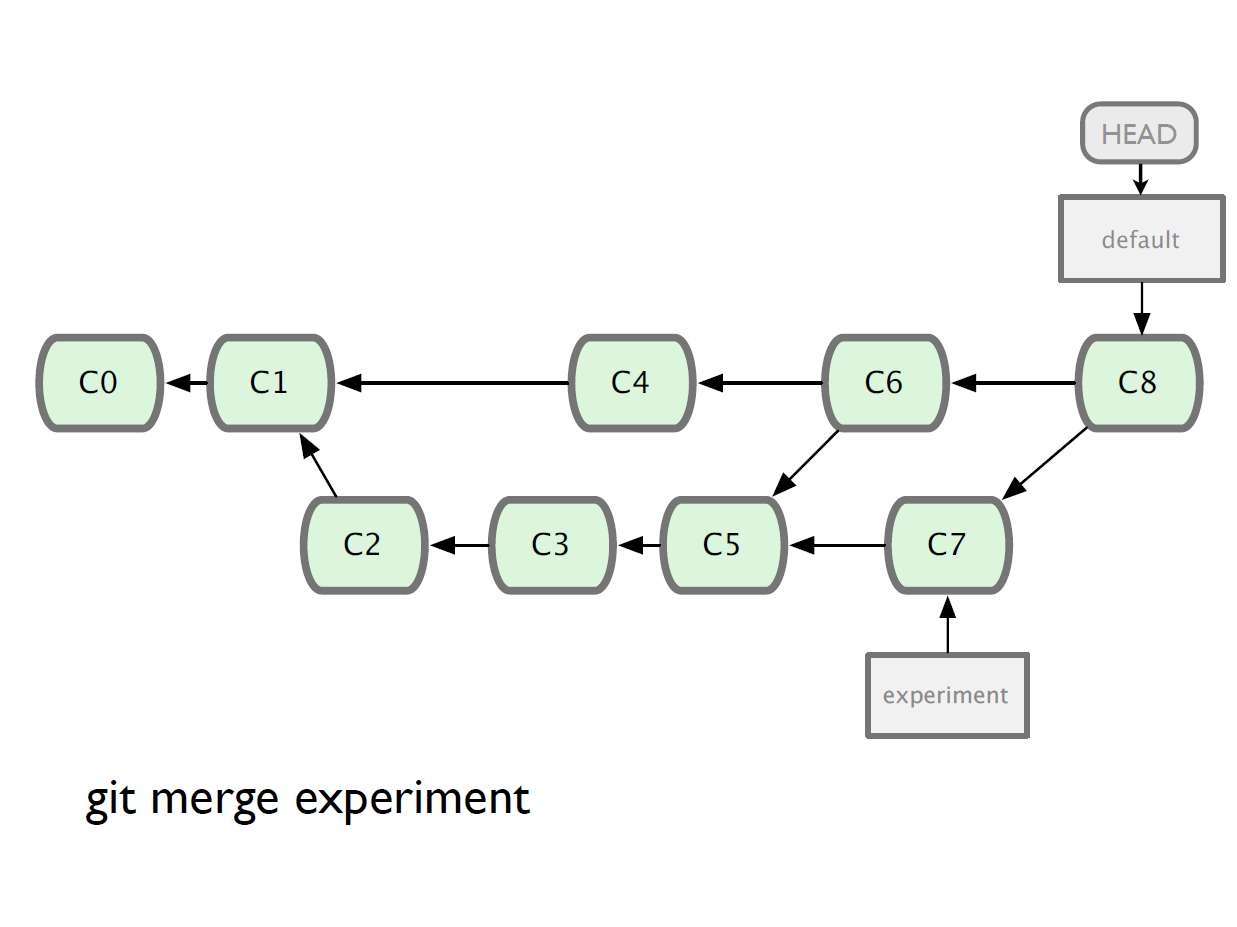 HEAD
default
C0
C1
C4
C6
C8
C2
C3
C5
C7
experiment
git merge experiment